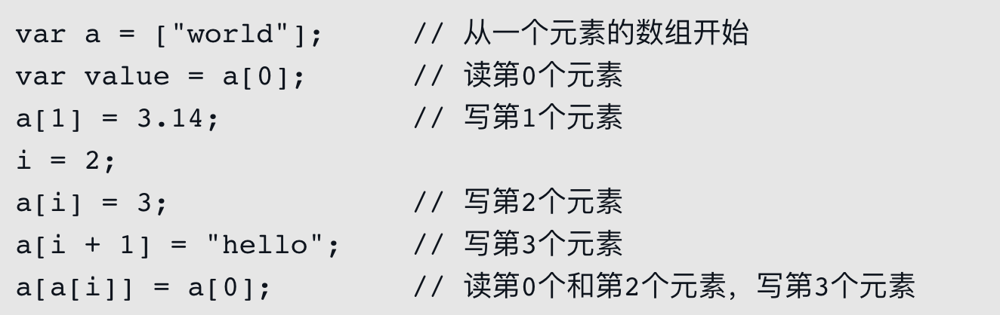 var a = ["world"];     // 从一个元素的数组开始
var value = a[0];      // 读第0个元素
a[1] = 3.14;           // 写第1个元素
i = 2;
a[i] = 3;              // 写第2个元素
a[i + 1] = "hello";    // 写第3个元素
a[a[i]] = a[0];        // 读第0个和第2个元素，写第3个元素